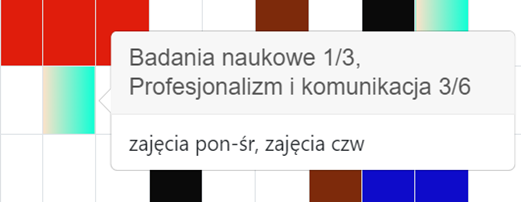 Badania naukowe 1/3,
Profesjonalizm i komunikacja 3/6
zajęcia pon-śr, zajęcia czw